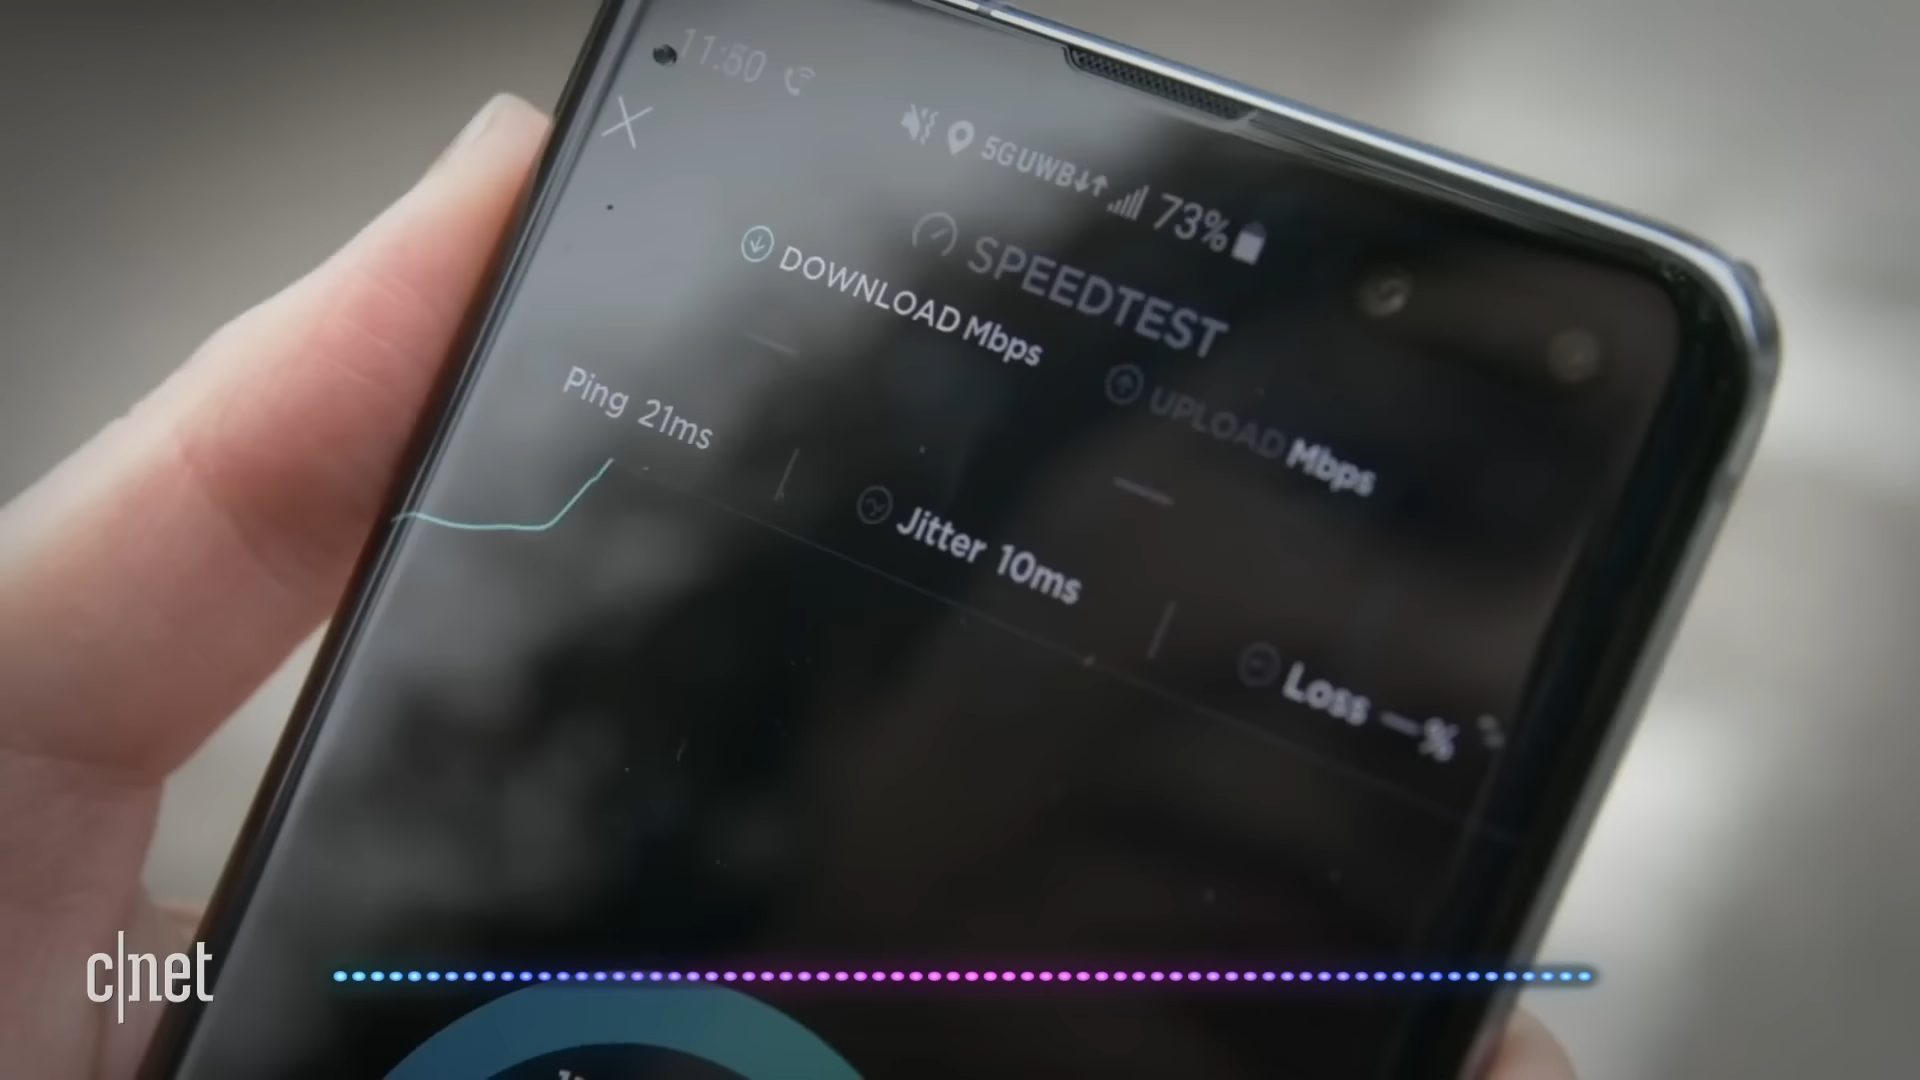 11:50
5GUWB 73%
SPEEDTEST
DOWNLOAD Mbps
UPLOAD Mbps
Ping 21ms
Jitter 10ms
Loss — %
c|net